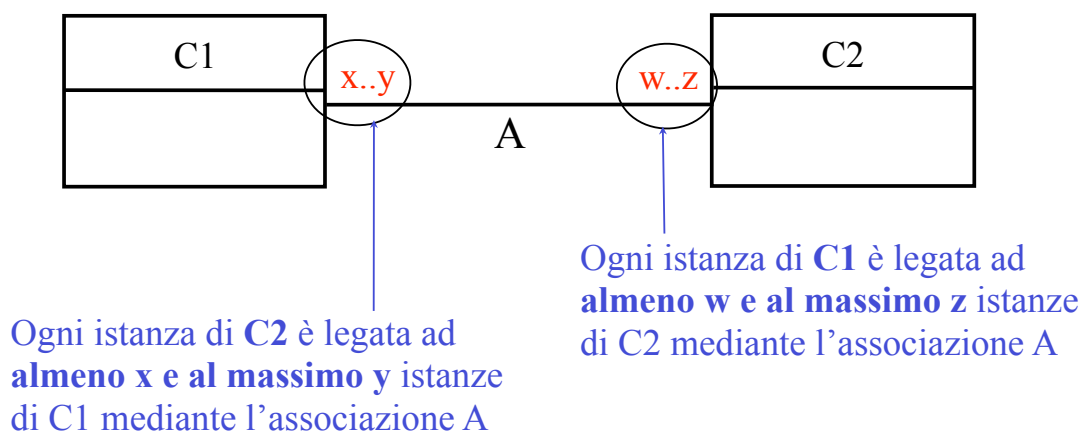 C1
C2
x..y
w..z
A
Ogni istanza di C1 è legata ad
almeno w e al massimo z istanze
di C2 mediante l’associazione A
Ogni istanza di C2 è legata ad
almeno x e al massimo y istanze
di C1 mediante l’associazione A